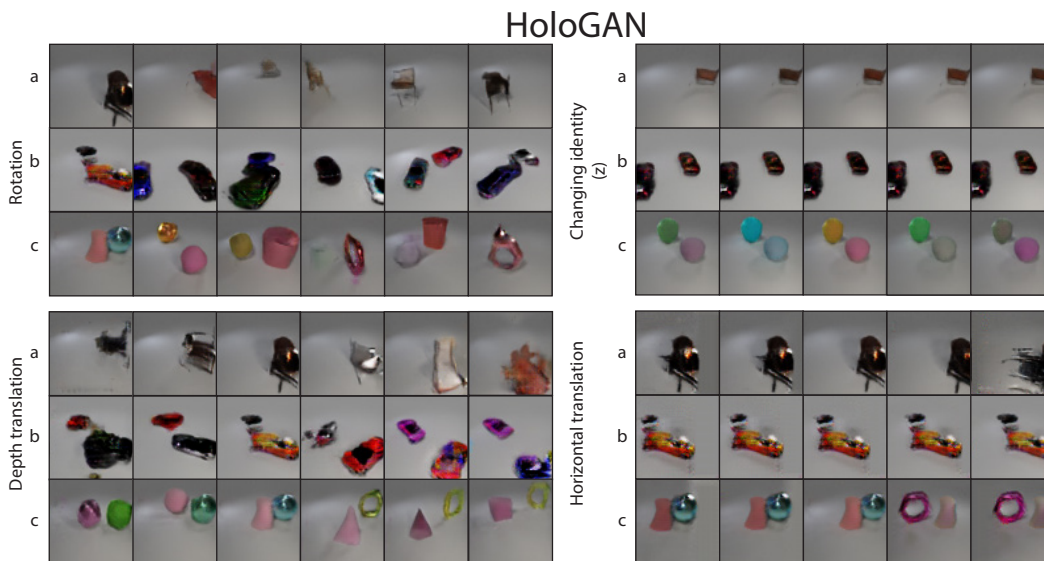 HoloGAN
Rotation
a
b
c
Changing identity
(z)
a
b
c
Depth translation
a
b
c
Horizontal translation
a
b
c